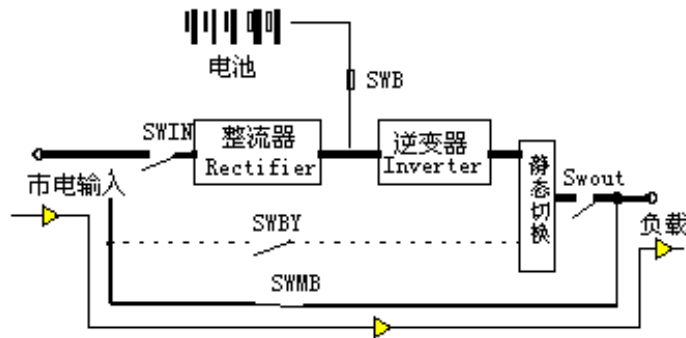 电池
SWB
SWIN
整流器
Rectifier
逆变器
Inverter
静态切换
Swout
市电输入
负载
SWBY
SWMB